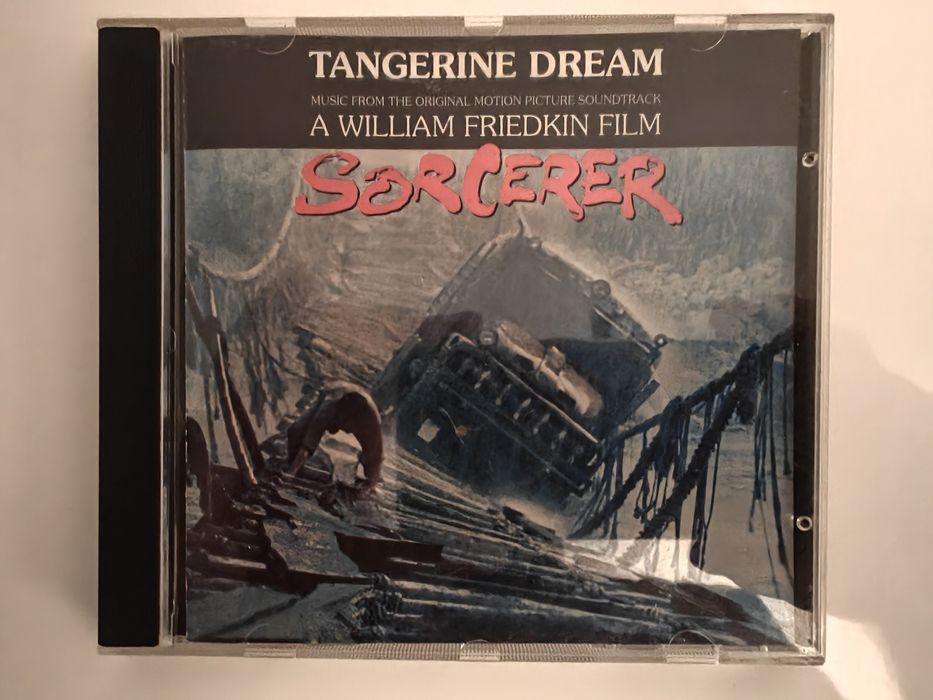 TANGERINE DREAM
MUSIC FROM THE ORIGINAL MOTION PICTURE SOUNDTRACK
A WILLIAM FRIEDKIN FILM
SORCERER